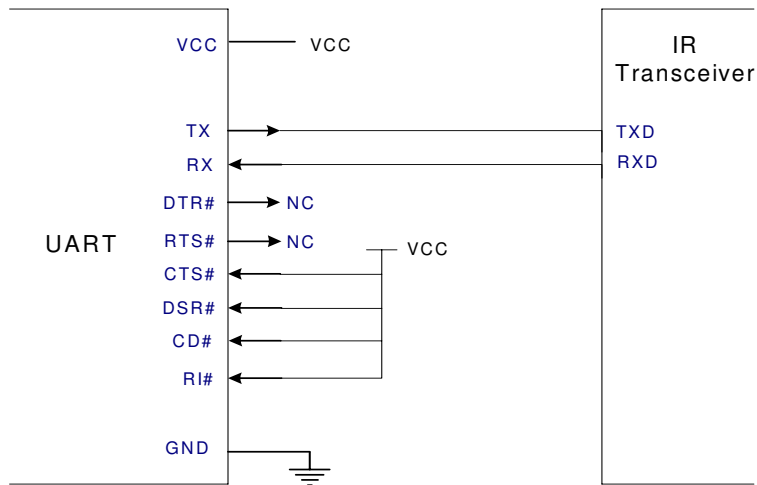 VCC VCC
IR
Transceiver
TX TXD
RX RXD
DTR# NC
UART
RTS# NC
VCC
CTS#
DSR#
CD#
RI#
GND